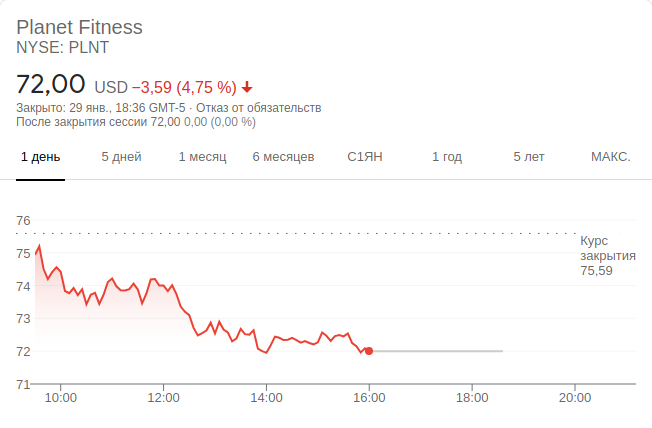 Planet Fitness
NYSE: PLNT
72,00 USD −3,59 (4,75 %)
Закрыто: 29 янв., 18:36 GMT-5 · Отказ от обязательств
После закрытия сессии 72,00 0,00 (0,00 %)
1 день 5 дней 1 месяц 6 месяцев С1ЯН 1 год 5 лет МАКС.
76
Курс
закрытия
75,59
75
74
73
72
71
10:00 12:00 14:00 16:00 18:00 20:00